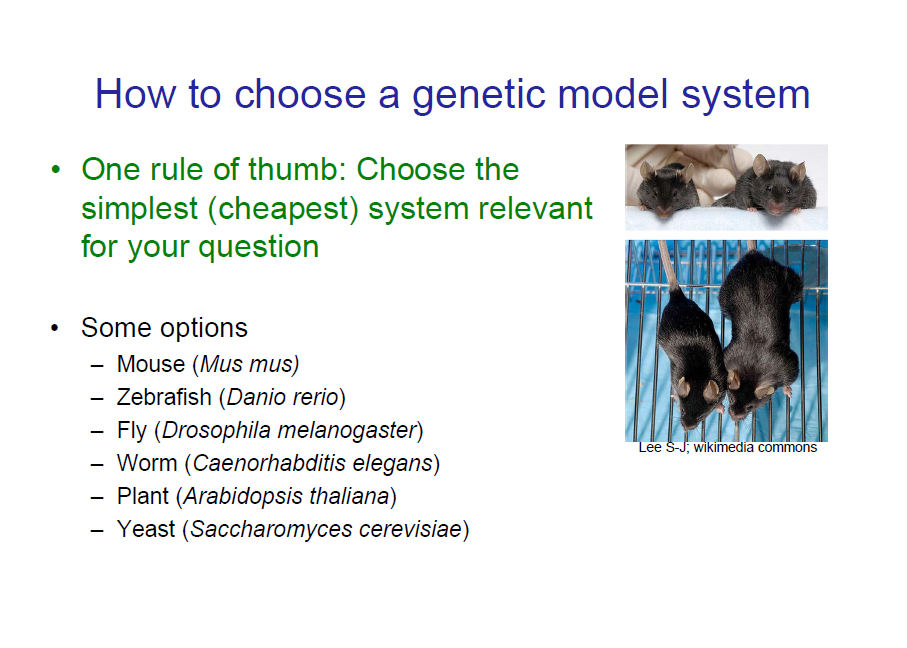 How to choose a genetic model system
• One rule of thumb: Choose the
simplest (cheapest) system relevant
for your question
• Some options
– Mouse (Mus mus)
– Zebrafish (Danio rerio)
– Fly (Drosophila melanogaster)
– Worm (Caenorhabditis elegans)
– Plant (Arabidopsis thaliana)
– Yeast (Saccharomyces cerevisiae)
Lee S-J; wikimedia commons